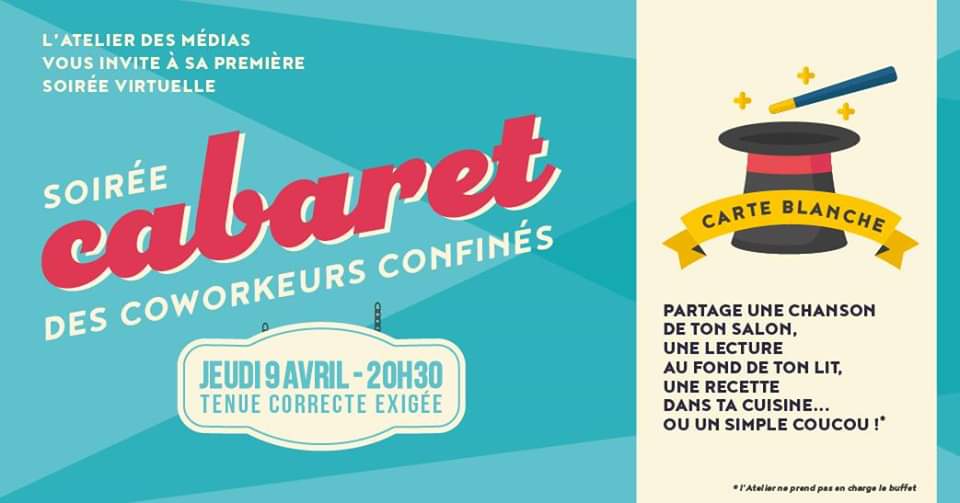 L'ATELIER DES MÉDIAS
VOUS INVITE À SA PREMIÈRE
SOIRÉE VIRTUELLE
SOIRÉE
cabaret
DES COWORKEURS CONFINÉS
JEUDI 9 AVRIL - 20H30
TENUE CORRECTE EXIGÉE
CARTE BLANCHE
PARTAGE UNE CHANSON
DE TON SALON,
UNE LECTURE
AU FOND DE TON LIT,
UNE RECETTE
DANS TA CUISINE...
OU UN SIMPLE COUCOU !*
* l'Atelier ne prend pas en charge le buffet